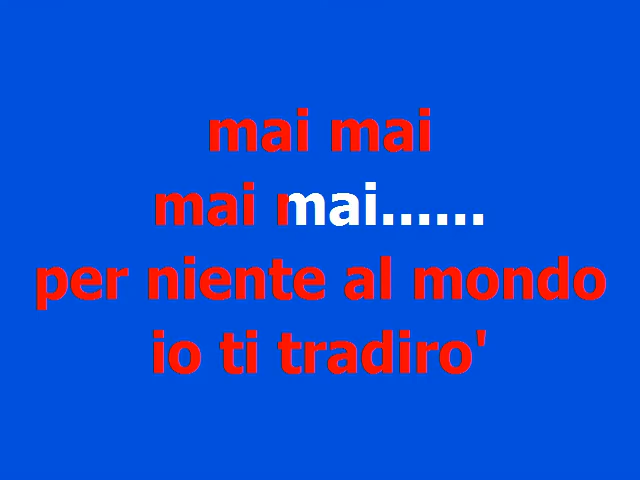 mai mai
mai mai......
per niente al mondo
io ti tradiro'